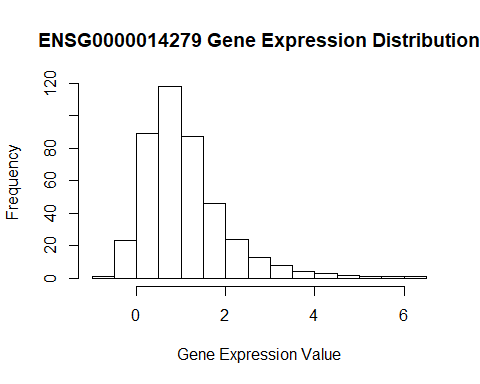 ENSG0000014279 Gene Expression Distribution
120
80
60
40
20
0
Frequency
0 2 4 6
Gene Expression Value